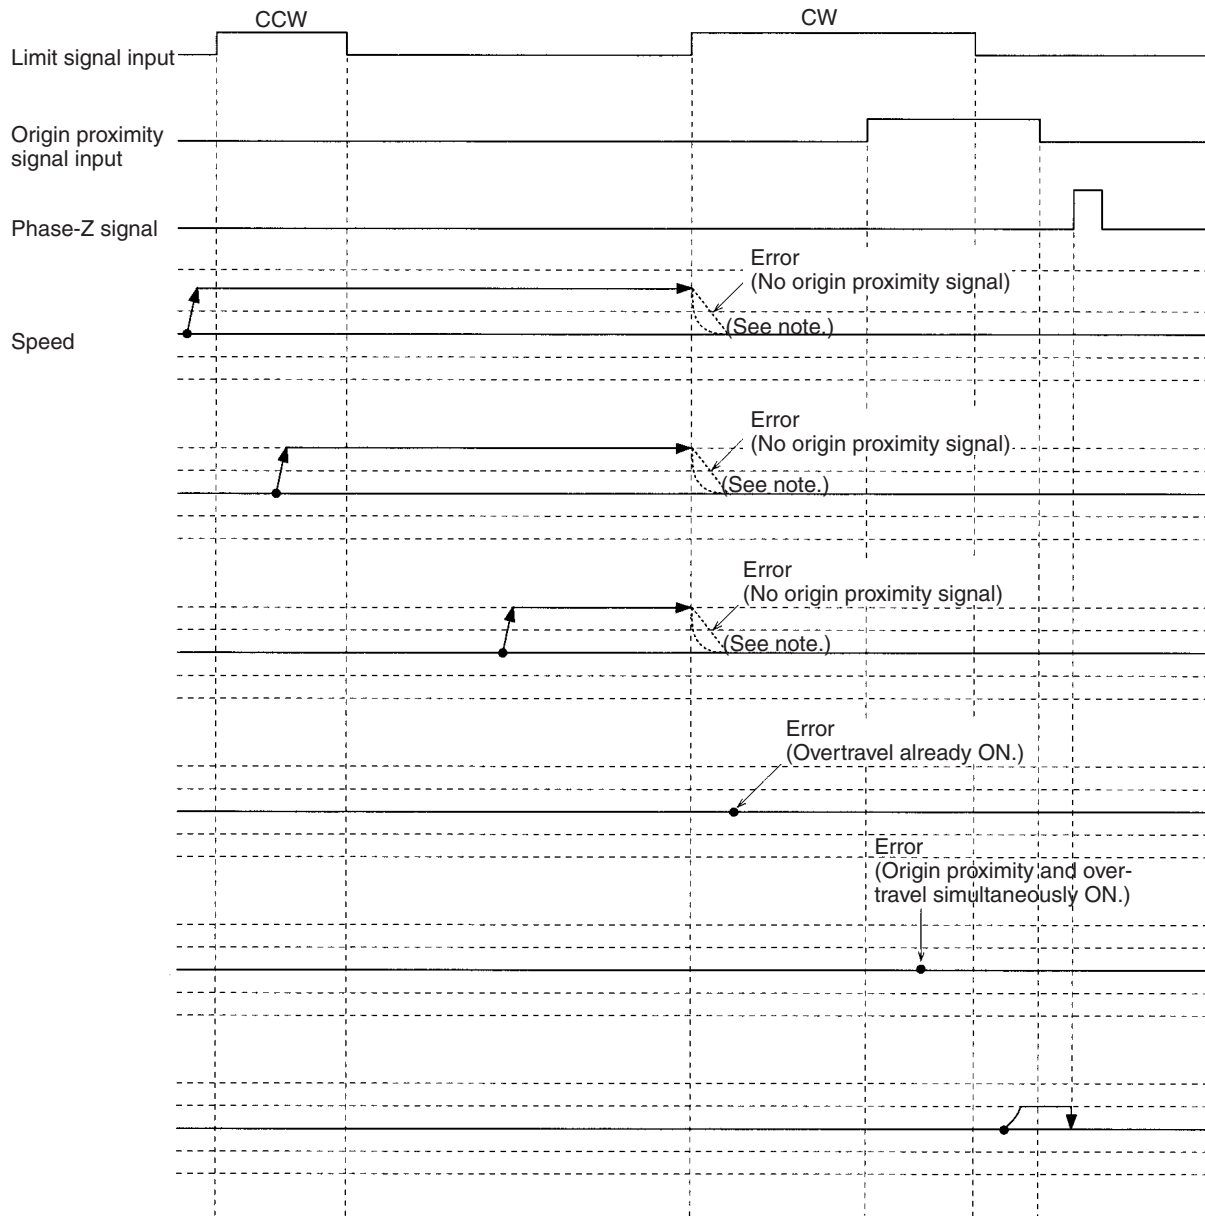 CCW
CW
Limit signal input
Origin proximity
signal input
Phase-Z signal
Error
(No origin proximity signal)
(See note.)
Speed
Error
(No origin proximity signal)
(See note.)
Error
(No origin proximity signal)
(See note.)
Error
(Overtravel already ON.)
Error
(Origin proximity and over-
travel simultaneously ON.)